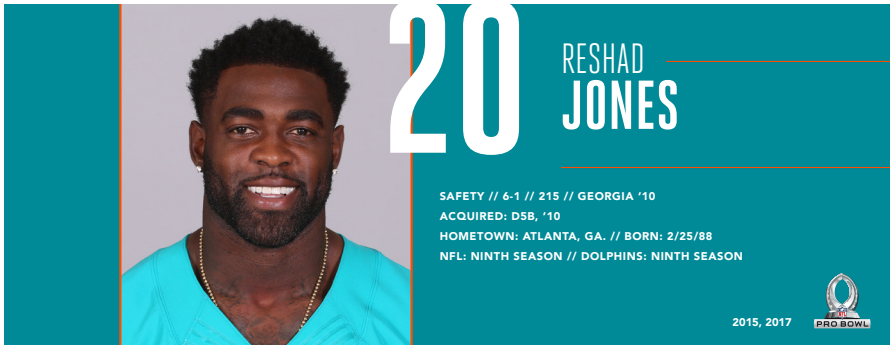 20
RESHAD
JONES
SAFETY // 6-1 // 215 // GEORGIA ’10
ACQUIRED: D5B, ’10
HOMETOWN: ATLANTA, GA. // BORN: 2/25/88
NFL: NINTH SEASON // DOLPHINS: NINTH SEASON
2015, 2017
NFL
PRO BOWL